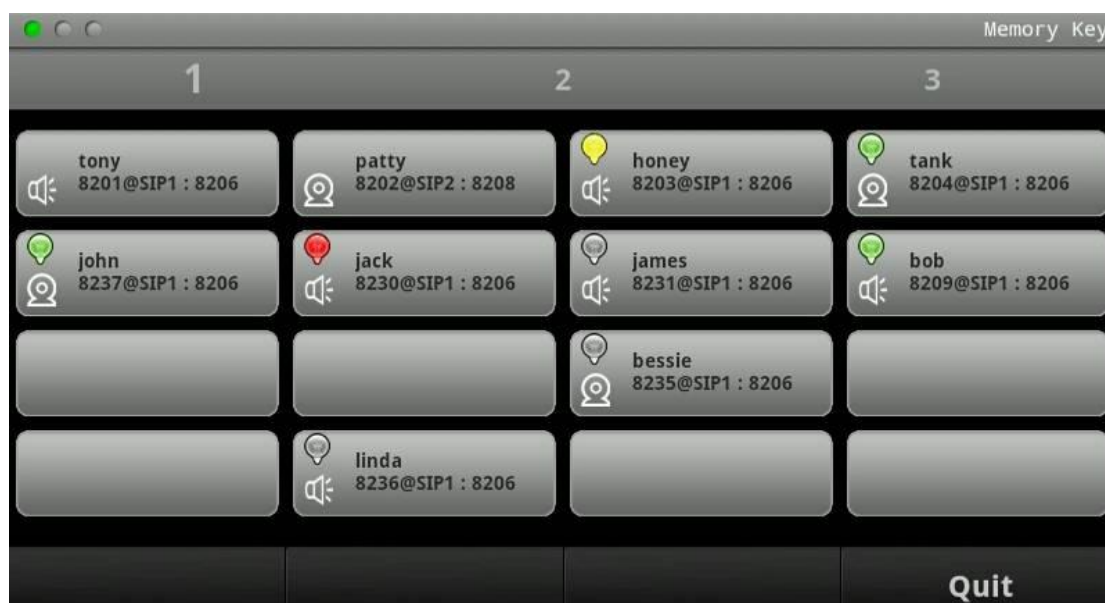 Memory Key
1 2 3
tony
8201@SIP1 : 8206
patty
8202@SIP2 : 8208
honey
8203@SIP1 : 8206
tank
8204@SIP1 : 8206
john
8237@SIP1 : 8206
jack
8230@SIP1 : 8206
james
8231@SIP1 : 8206
bob
8209@SIP1 : 8206
bessie
8235@SIP1 : 8206
linda
8236@SIP1 : 8206
Quit